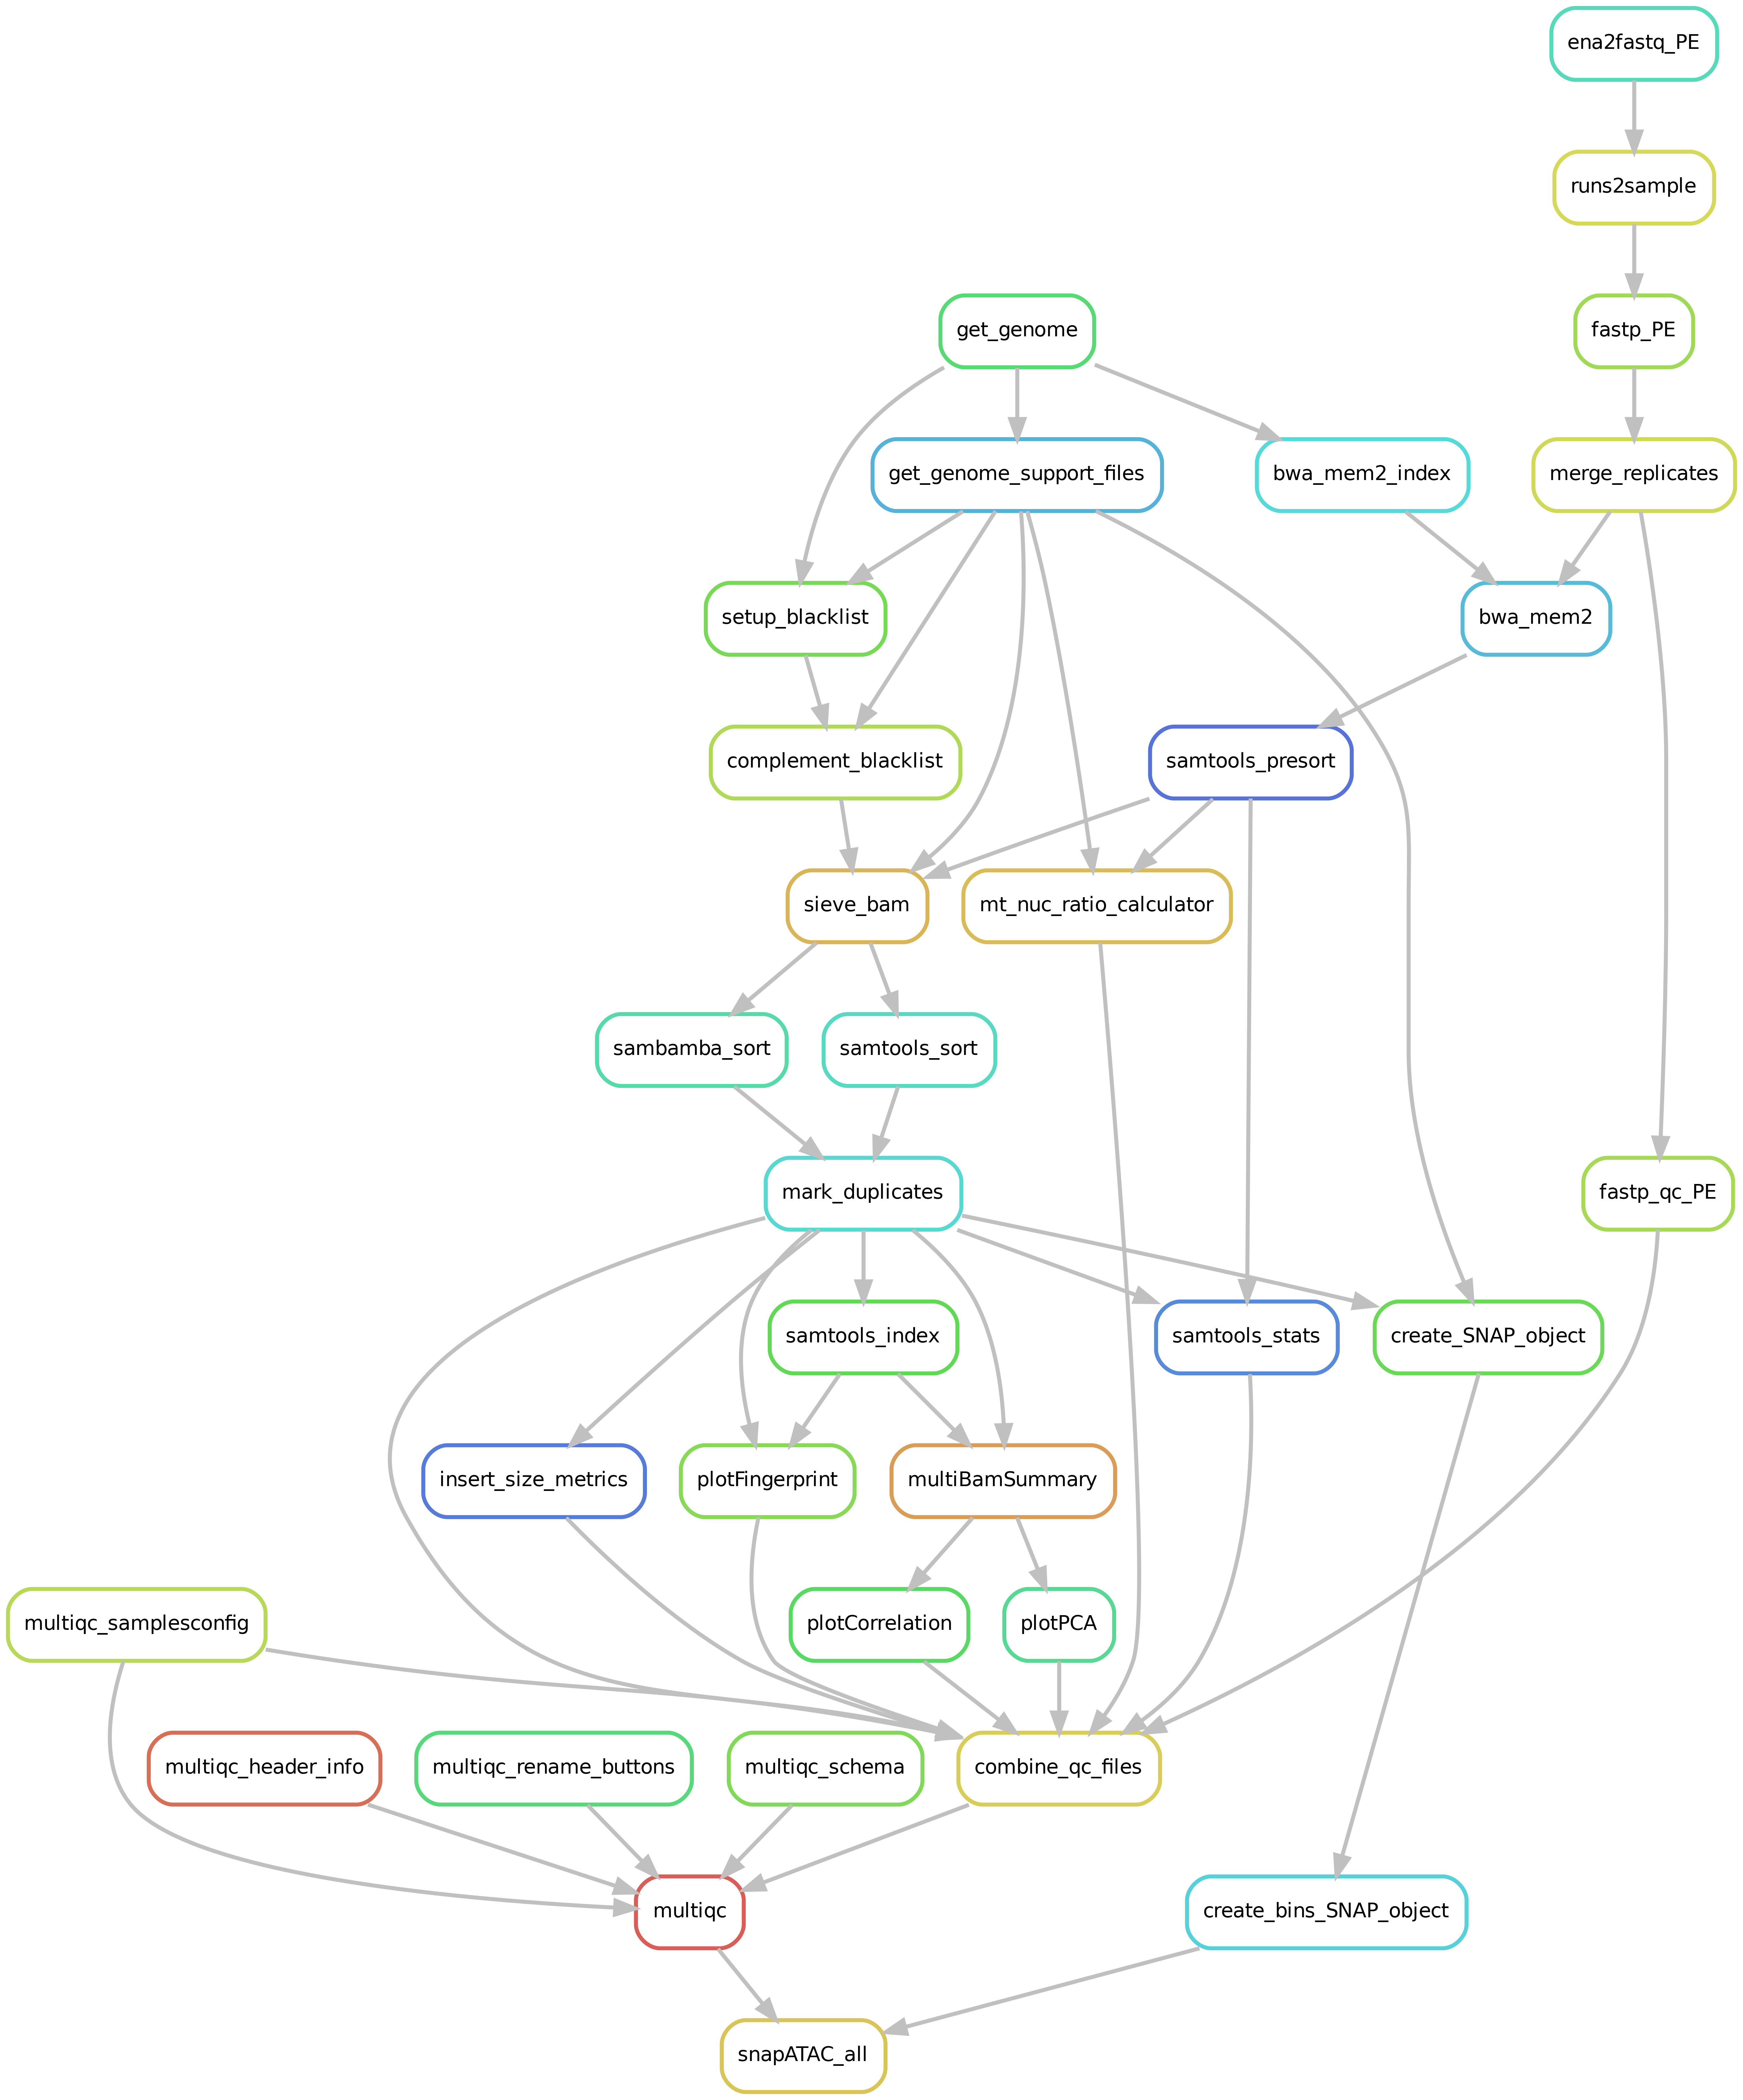 ena2fastq_PE
runs2sample
get_genome
fastp_PE
get_genome_support_files
bwa_mem2_index
merge_replicates
setup_blacklist
bwa_mem2
complement_blacklist
samtools_presort
sieve_bam
mt_nuc_ratio_calculator
sambamba_sort
samtools_sort
mark_duplicates
fastp_qc_PE
samtools_index
samtools_stats
create_SNAP_object
insert_size_metrics
plotFingerprint
multiBamSummary
multiqc_samplesconfig
plotCorrelation
plotPCA
multiqc_header_info
multiqc_rename_buttons
multiqc_schema
combine_qc_files
multiqc
create_bins_SNAP_object
snapATAC_all